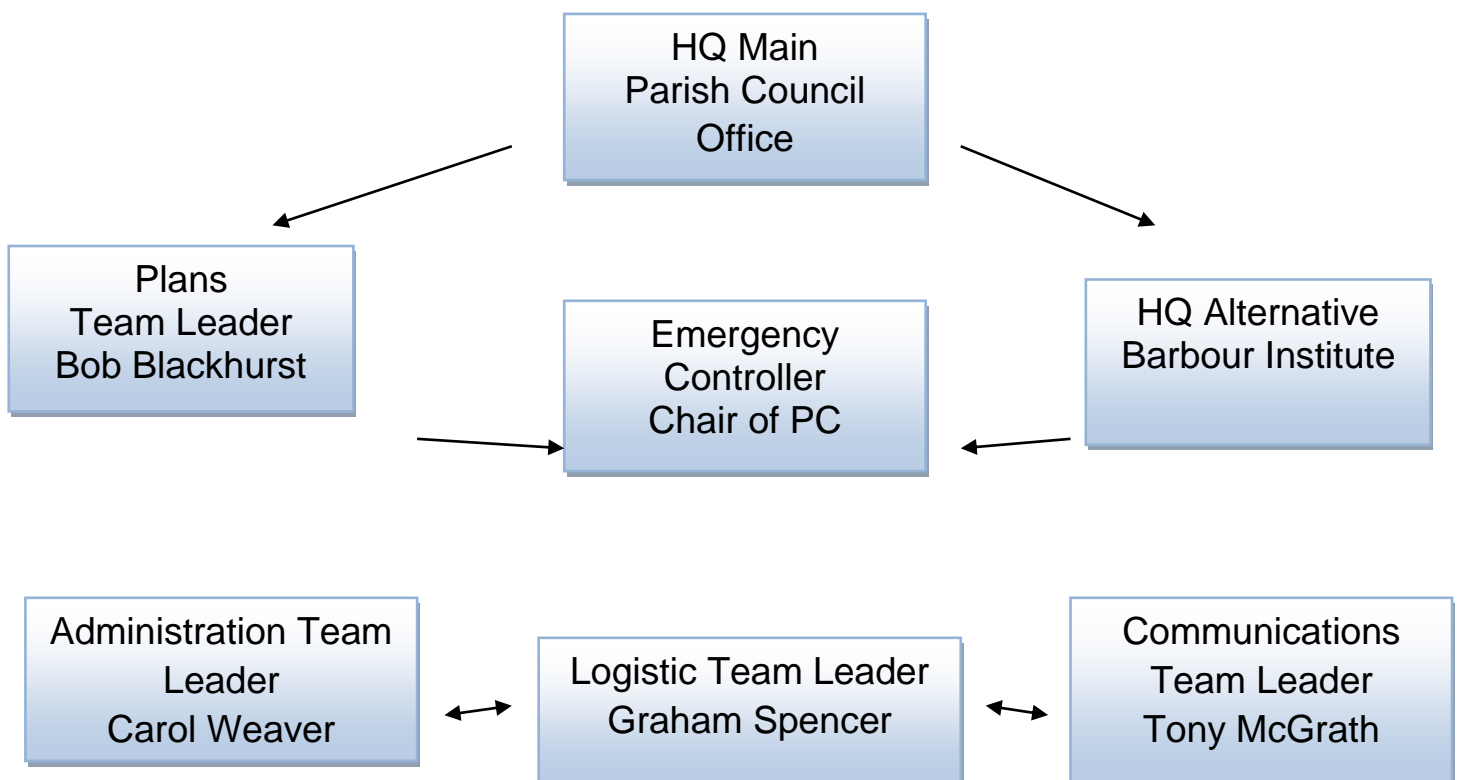 HQ Main
Parish Council
Office
Plans
Team Leader
Bob Blackhurst
Emergency
Controller
Chair of PC
HQ Alternative
Barbour Institute
Administration Team
Leader
Carol Weaver
Logistic Team Leader
Graham Spencer
Communications
Team Leader
Tony McGrath